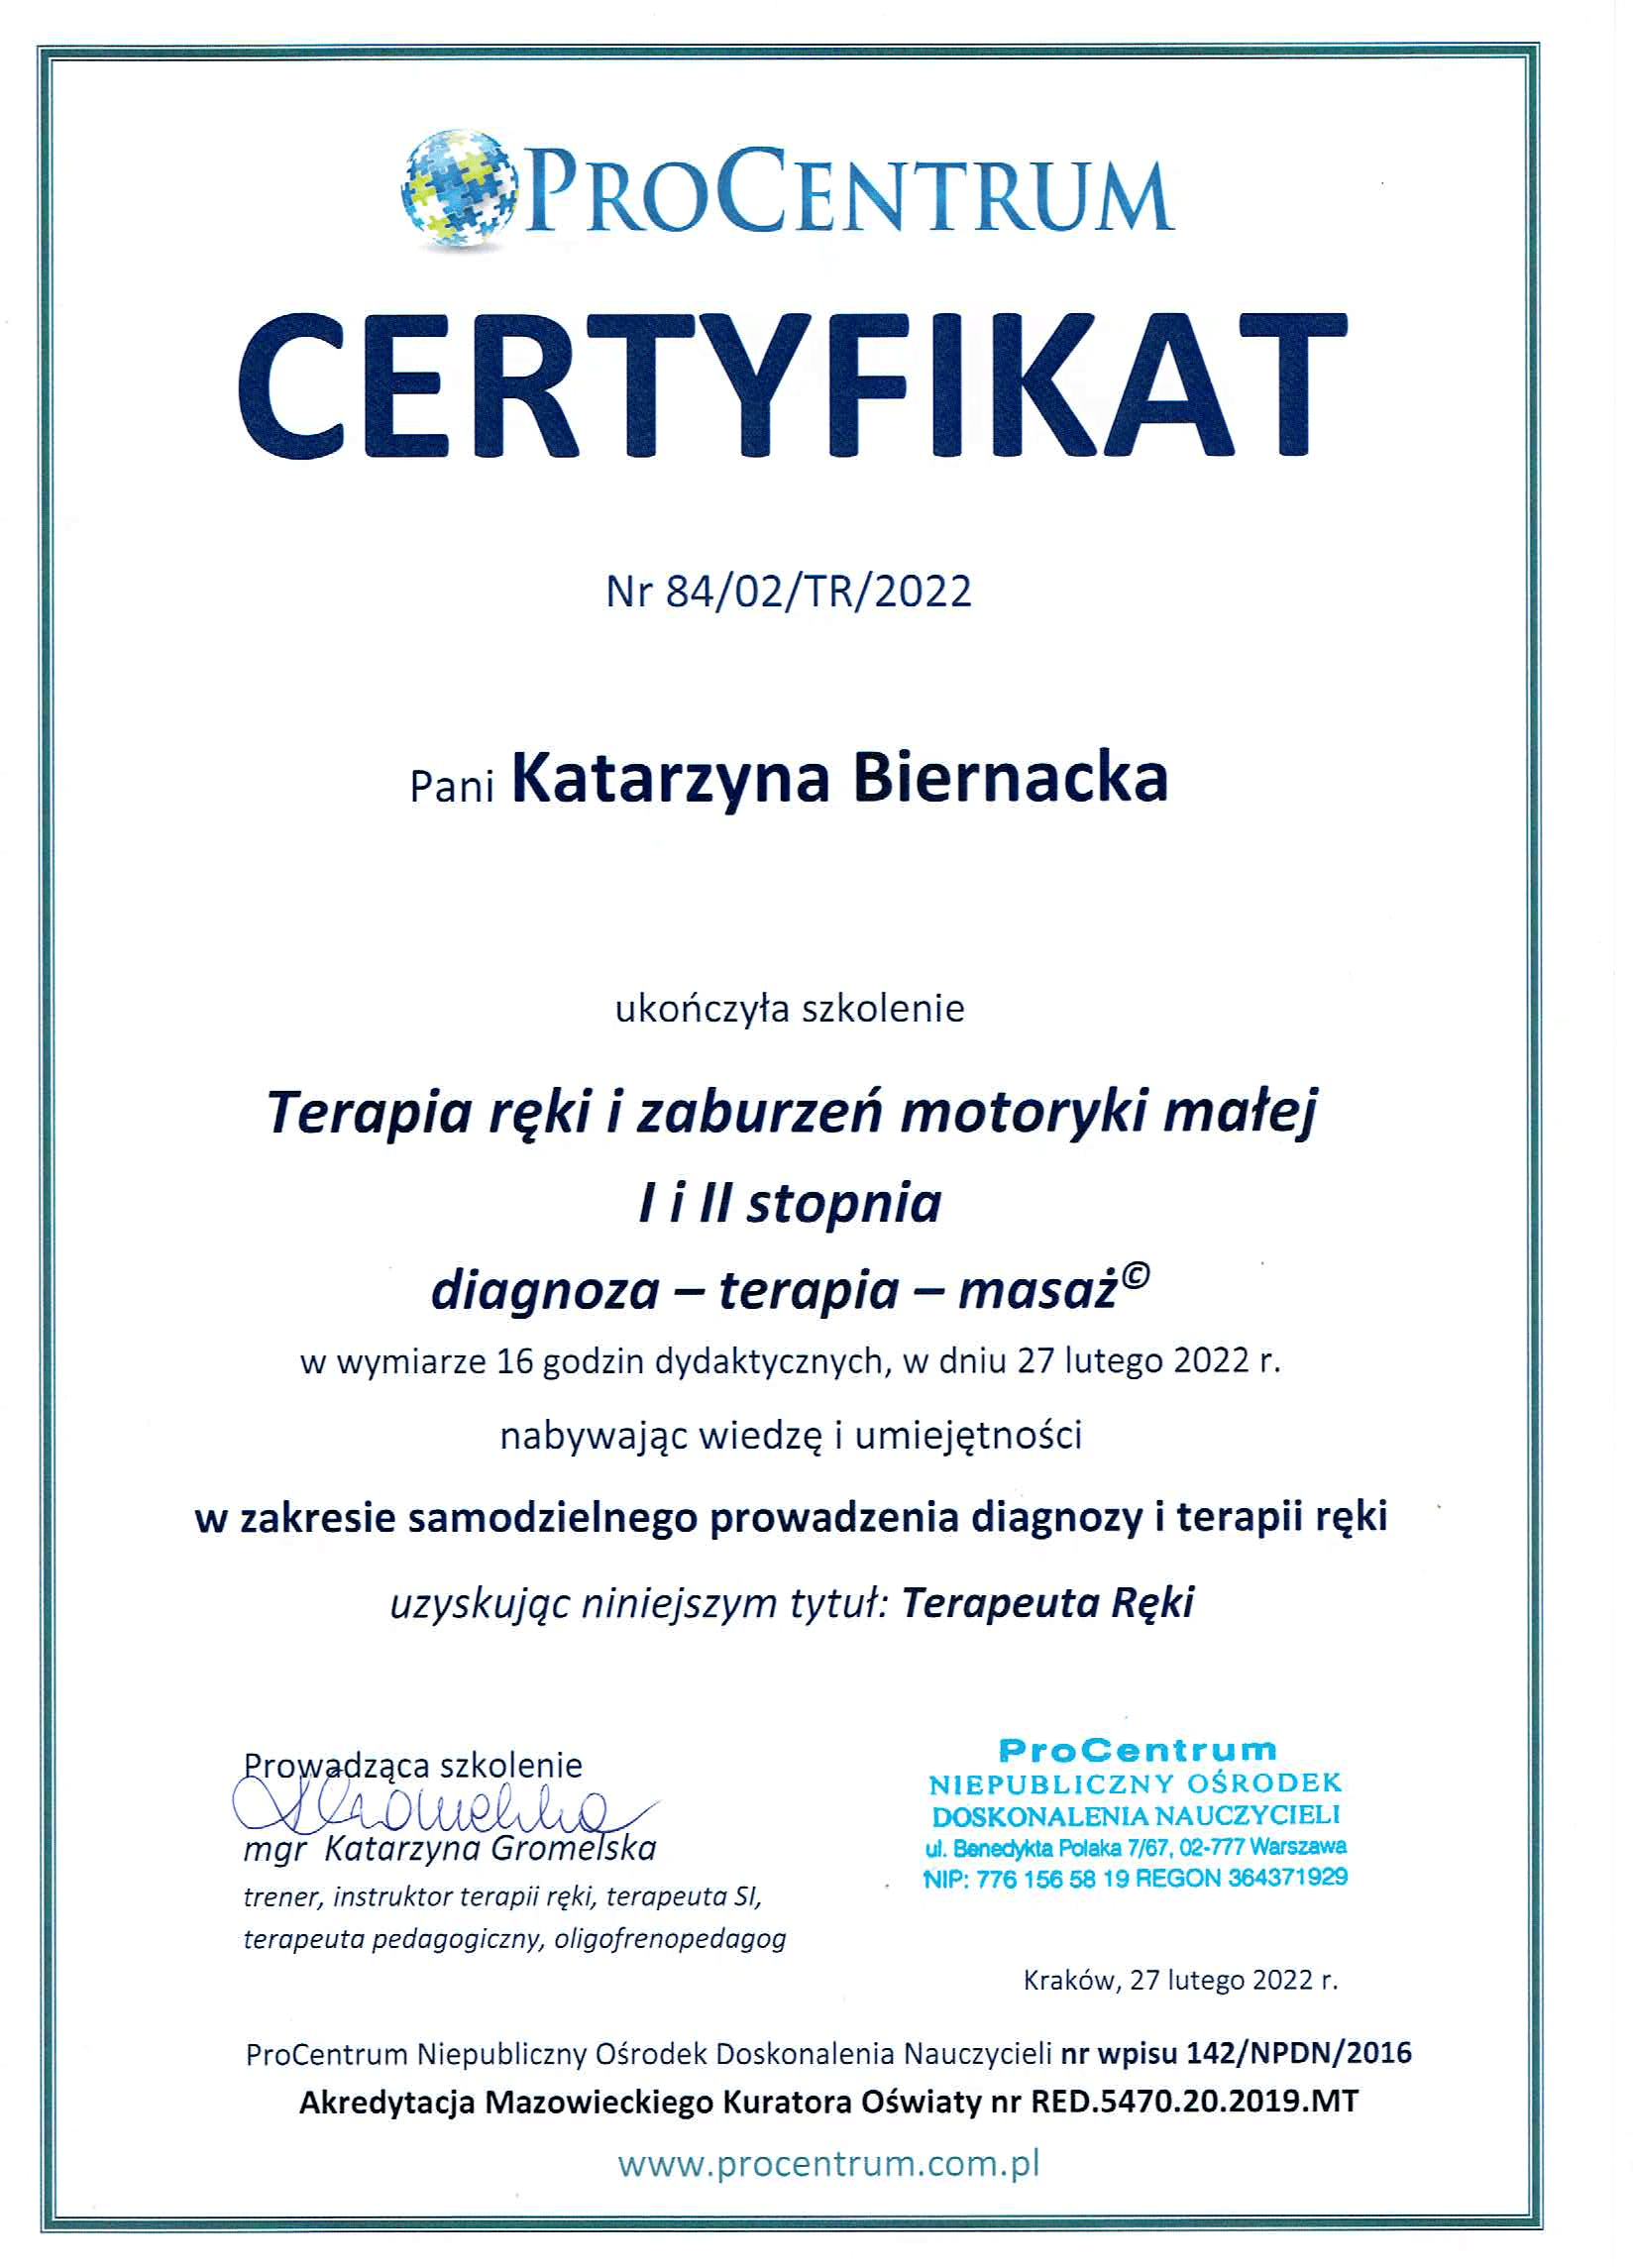 PROCENTRUM
CERTYFIKAT
Nr 84/02/TR/2022
Pani Katarzyna Biernacka
ukończyła szkolenie
Terapia ręki i zaburzeń motoryki małej
I i II stopnia
diagnoza – terapia – masaż©
w wymiarze 16 godzin dydaktycznych, w dniu 27 lutego 2022 r.
nabywając wiedzę i umiejętności
w zakresie samodzielnego prowadzenia diagnozy i terapii ręki
uzyskując niniejszym tytuł: Terapeuta Ręki
Prowadząca szkolenie
mgr Katarzyna Gromelska
trener, instruktor terapii ręki, terapeuta SI,
terapeuta pedagogiczny, oligofrenopedagog
ProCentrum
NIEPUBLICZNY OŚRODEK
DOSKONALENIA NAUCZYCIELI
ul. Benedykta Polaka 7/67, 02-777 Warszawa
NIP: 776 156 58 19 REGON 364371929
Kraków, 27 lutego 2022 r.
ProCentrum Niepubliczny Ośrodek Doskonalenia Nauczycieli nr wpisu 142/NPDN/2016
Akredytacja Mazowieckiego Kuratora Oświaty nr RED.5470.20.2019.MT
www.procentrum.com.pl